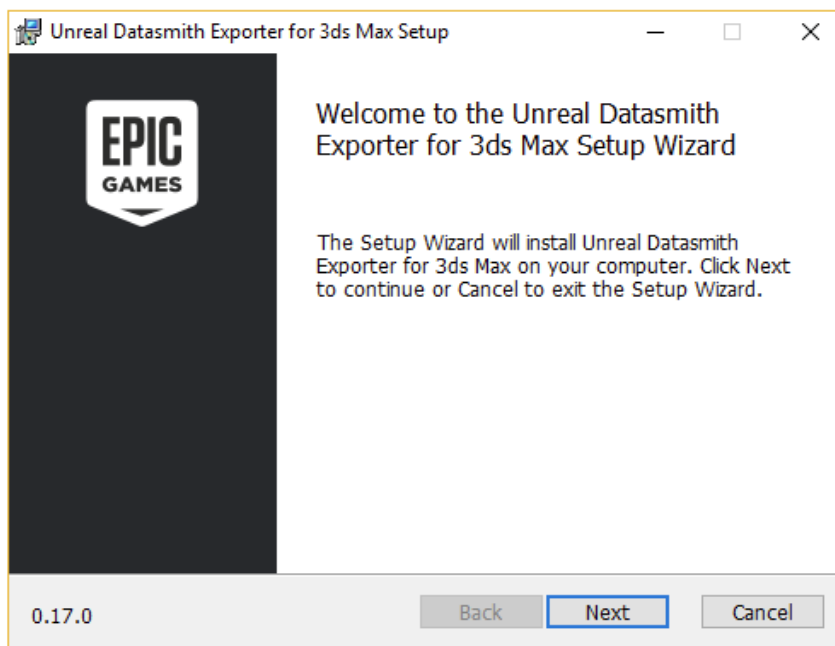 Unreal Datasmith Exporter for 3ds Max Setup
EPIC
GAMES
Welcome to the Unreal Datasmith
Exporter for 3ds Max Setup Wizard
The Setup Wizard will install Unreal Datasmith
Exporter for 3ds Max on your computer. Click Next
to continue or Cancel to exit the Setup Wizard.
0.17.0
Back
Next
Cancel